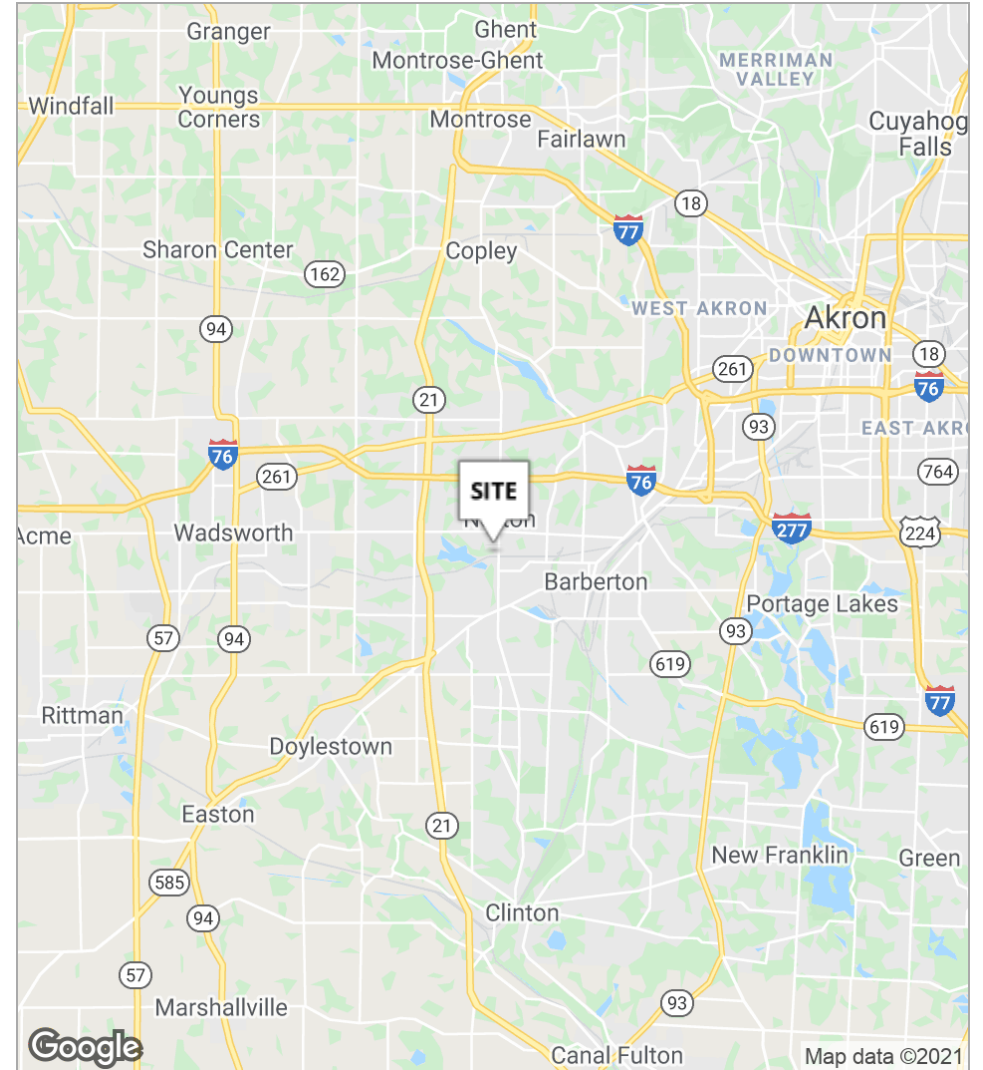 Granger
Ghent
Montrose-Ghent
MERRIMAN
VALLEY
Windfall
Youngs
Corners
Montrose
Fairlawn
Cuyahog
Falls
18
77
Sharon Center
162
Copley
WEST AKRON
Akron
94
DOWNTOWN
18
261
76
21
93
EAST AKR
76
261
76
764
SITE
Acme
Wadsworth
277
224
Barberton
Portage Lakes
57
94
93
619
77
Rittman
619
Doylestown
Easton
21
New Franklin
Green
585
94
Clinton
57
93
Marshallville
Google
Canal Fulton
Map data ©2021